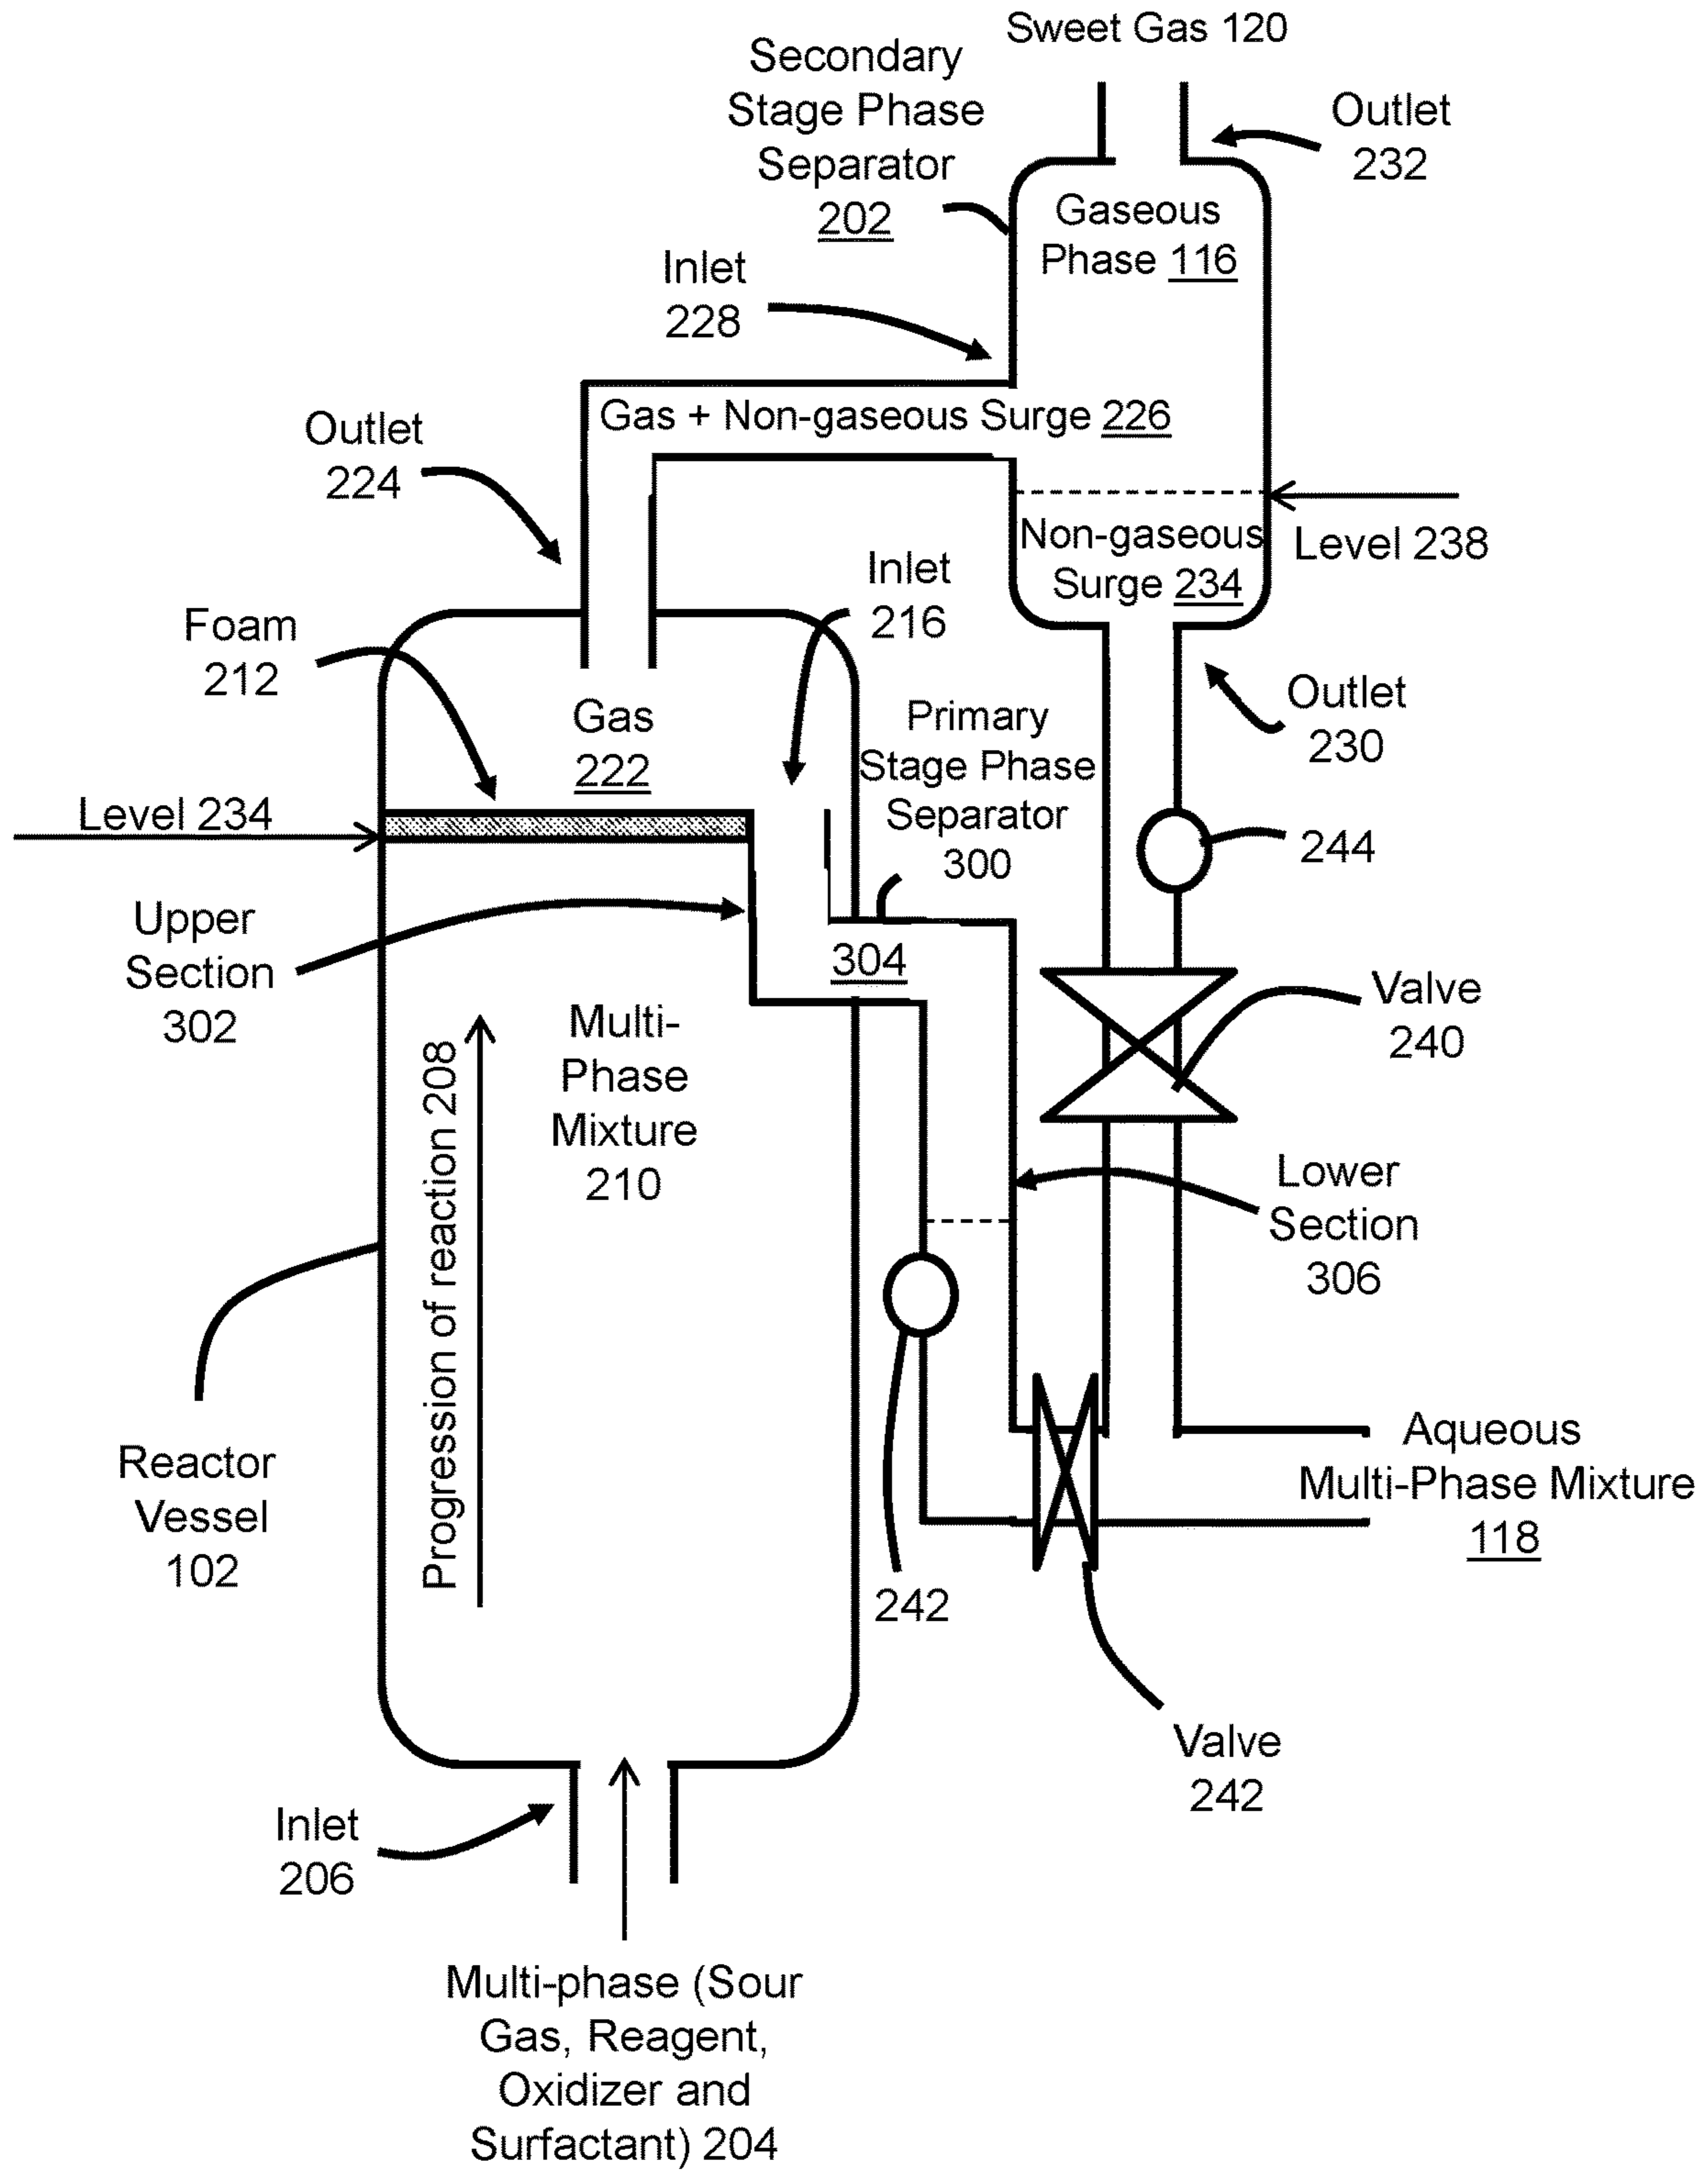 Sweet Gas 120
Secondary
Stage Phase
Separator
202
Outlet
232
Gaseous
Phase 116
Inlet
228
Gas + Non-gaseous Surge 226
Outlet
224
Non-gaseous
Surge 234
Level 238
Inlet
216
Foam
212
Outlet
230
Gas
222
Primary
Stage Phase
Separator
300
Level 234
244
Upper
Section
302
304
Valve
240
Multi-
Phase
Mixture
210
Progression of reaction 208
Lower
Section
306
Reactor
Vessel
102
Aqueous
Multi-Phase Mixture
118
242
Valve
242
Inlet
206
Multi-phase (Sour
Gas, Reagent,
Oxidizer and
Surfactant) 204